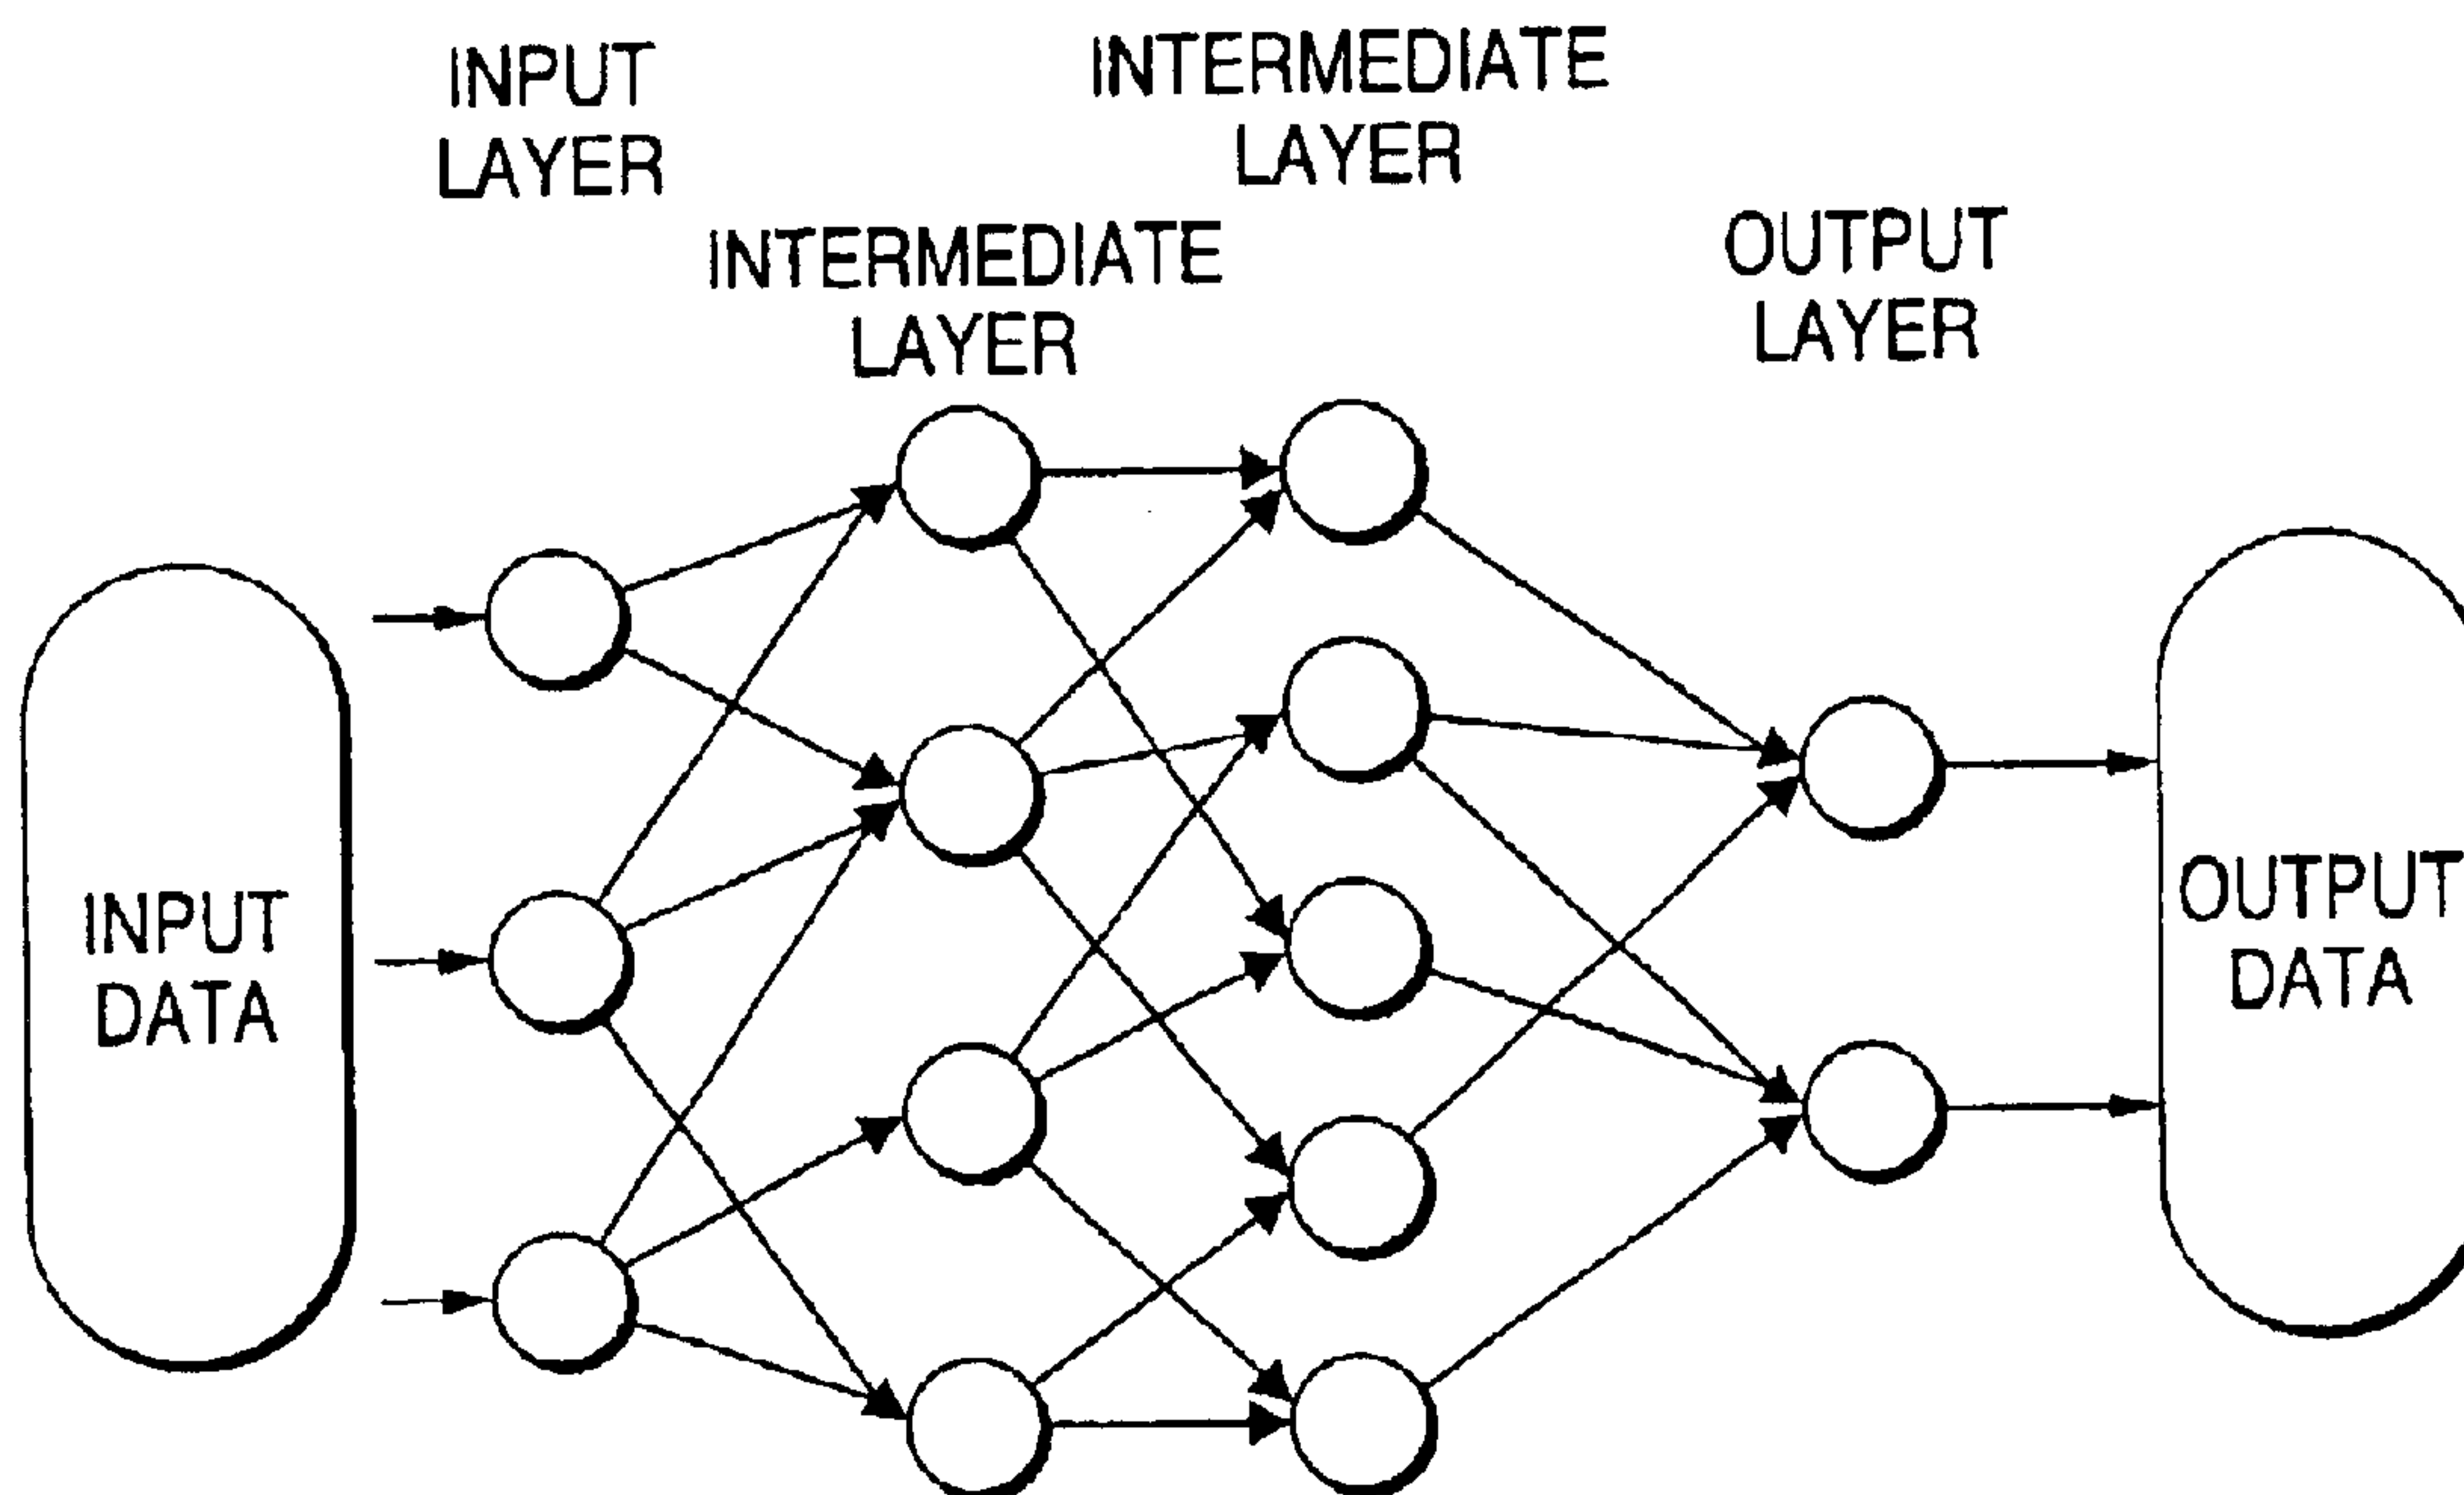 INPUT
LAYER
INTERMEDIATE
LAYER
INTERMEDIATE
LAYER
OUTPUT
LAYER
INPUT
DATA
OUTPUT
DATA